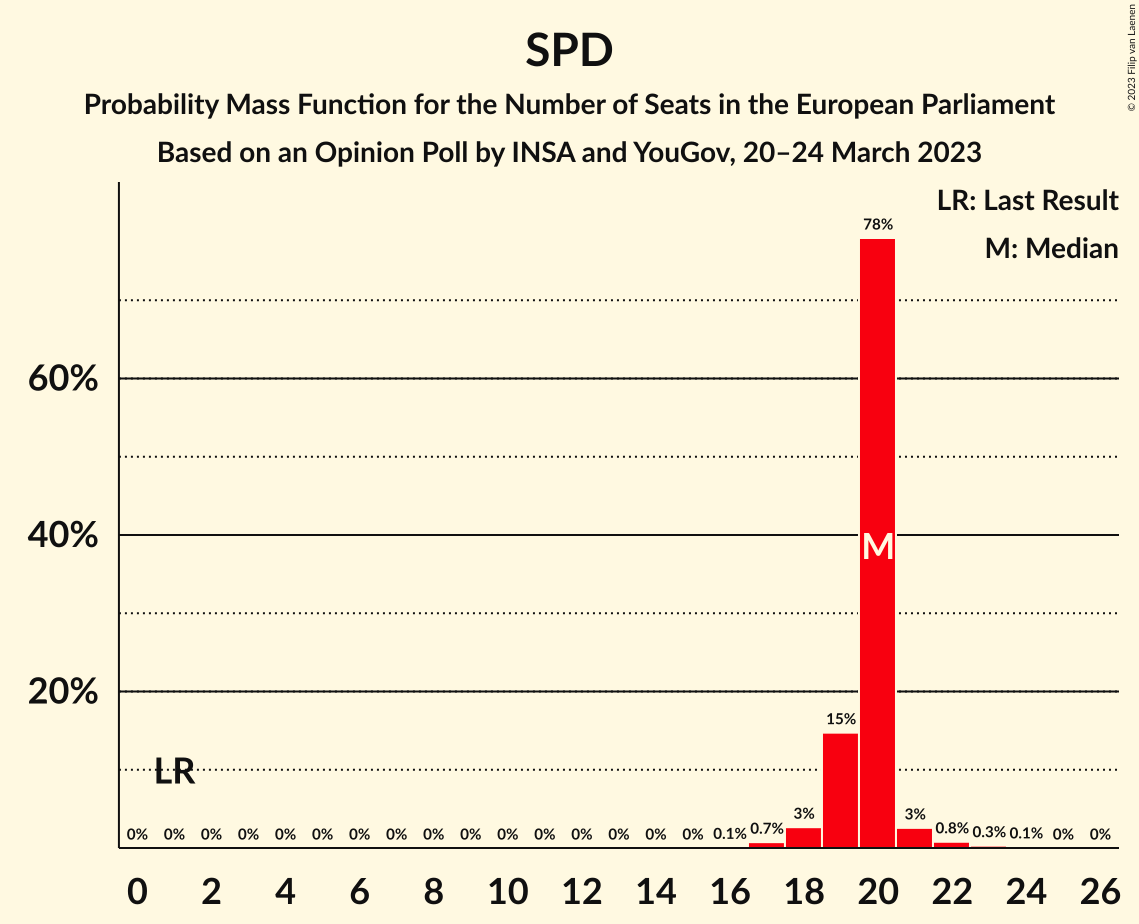 SPD
Probability Mass Function for the Number of Seats in the European Parliament
Based on an Opinion Poll by INSA and YouGov, 20–24 March 2023
© 2023 Filip van Laenen
LR: Last Result
M: Median
78%
60%
40%
M
20%
15%
LR
0% 0% 0% 0% 0% 0% 0% 0% 0% 0% 0% 0% 0% 0% 0% 0% 0.1% 0.7% 3% 3% 0.8% 0.3% 0.1% 0% 0%
0 2 4 6 8 10 12 14 16 18 20 22 24 26